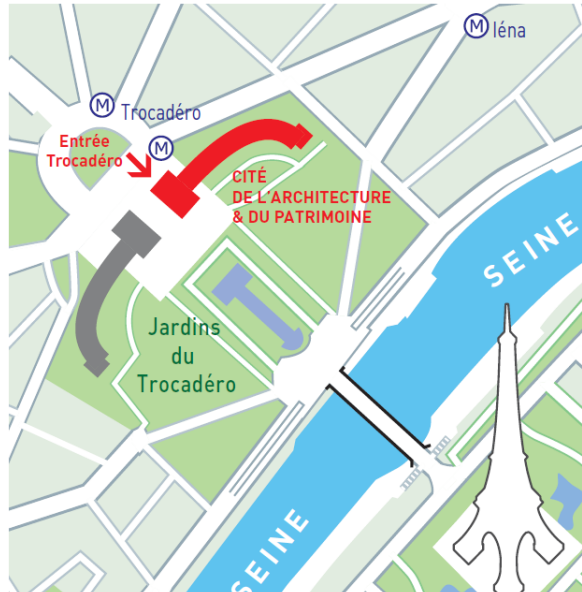 M Iéna
M Trocadéro
M
Entrée
Trocadéro
CITÉ
DE L'ARCHITECTURE
& DU PATRIMOINE
SEINE
Jardins
du
Trocadéro
SEINE